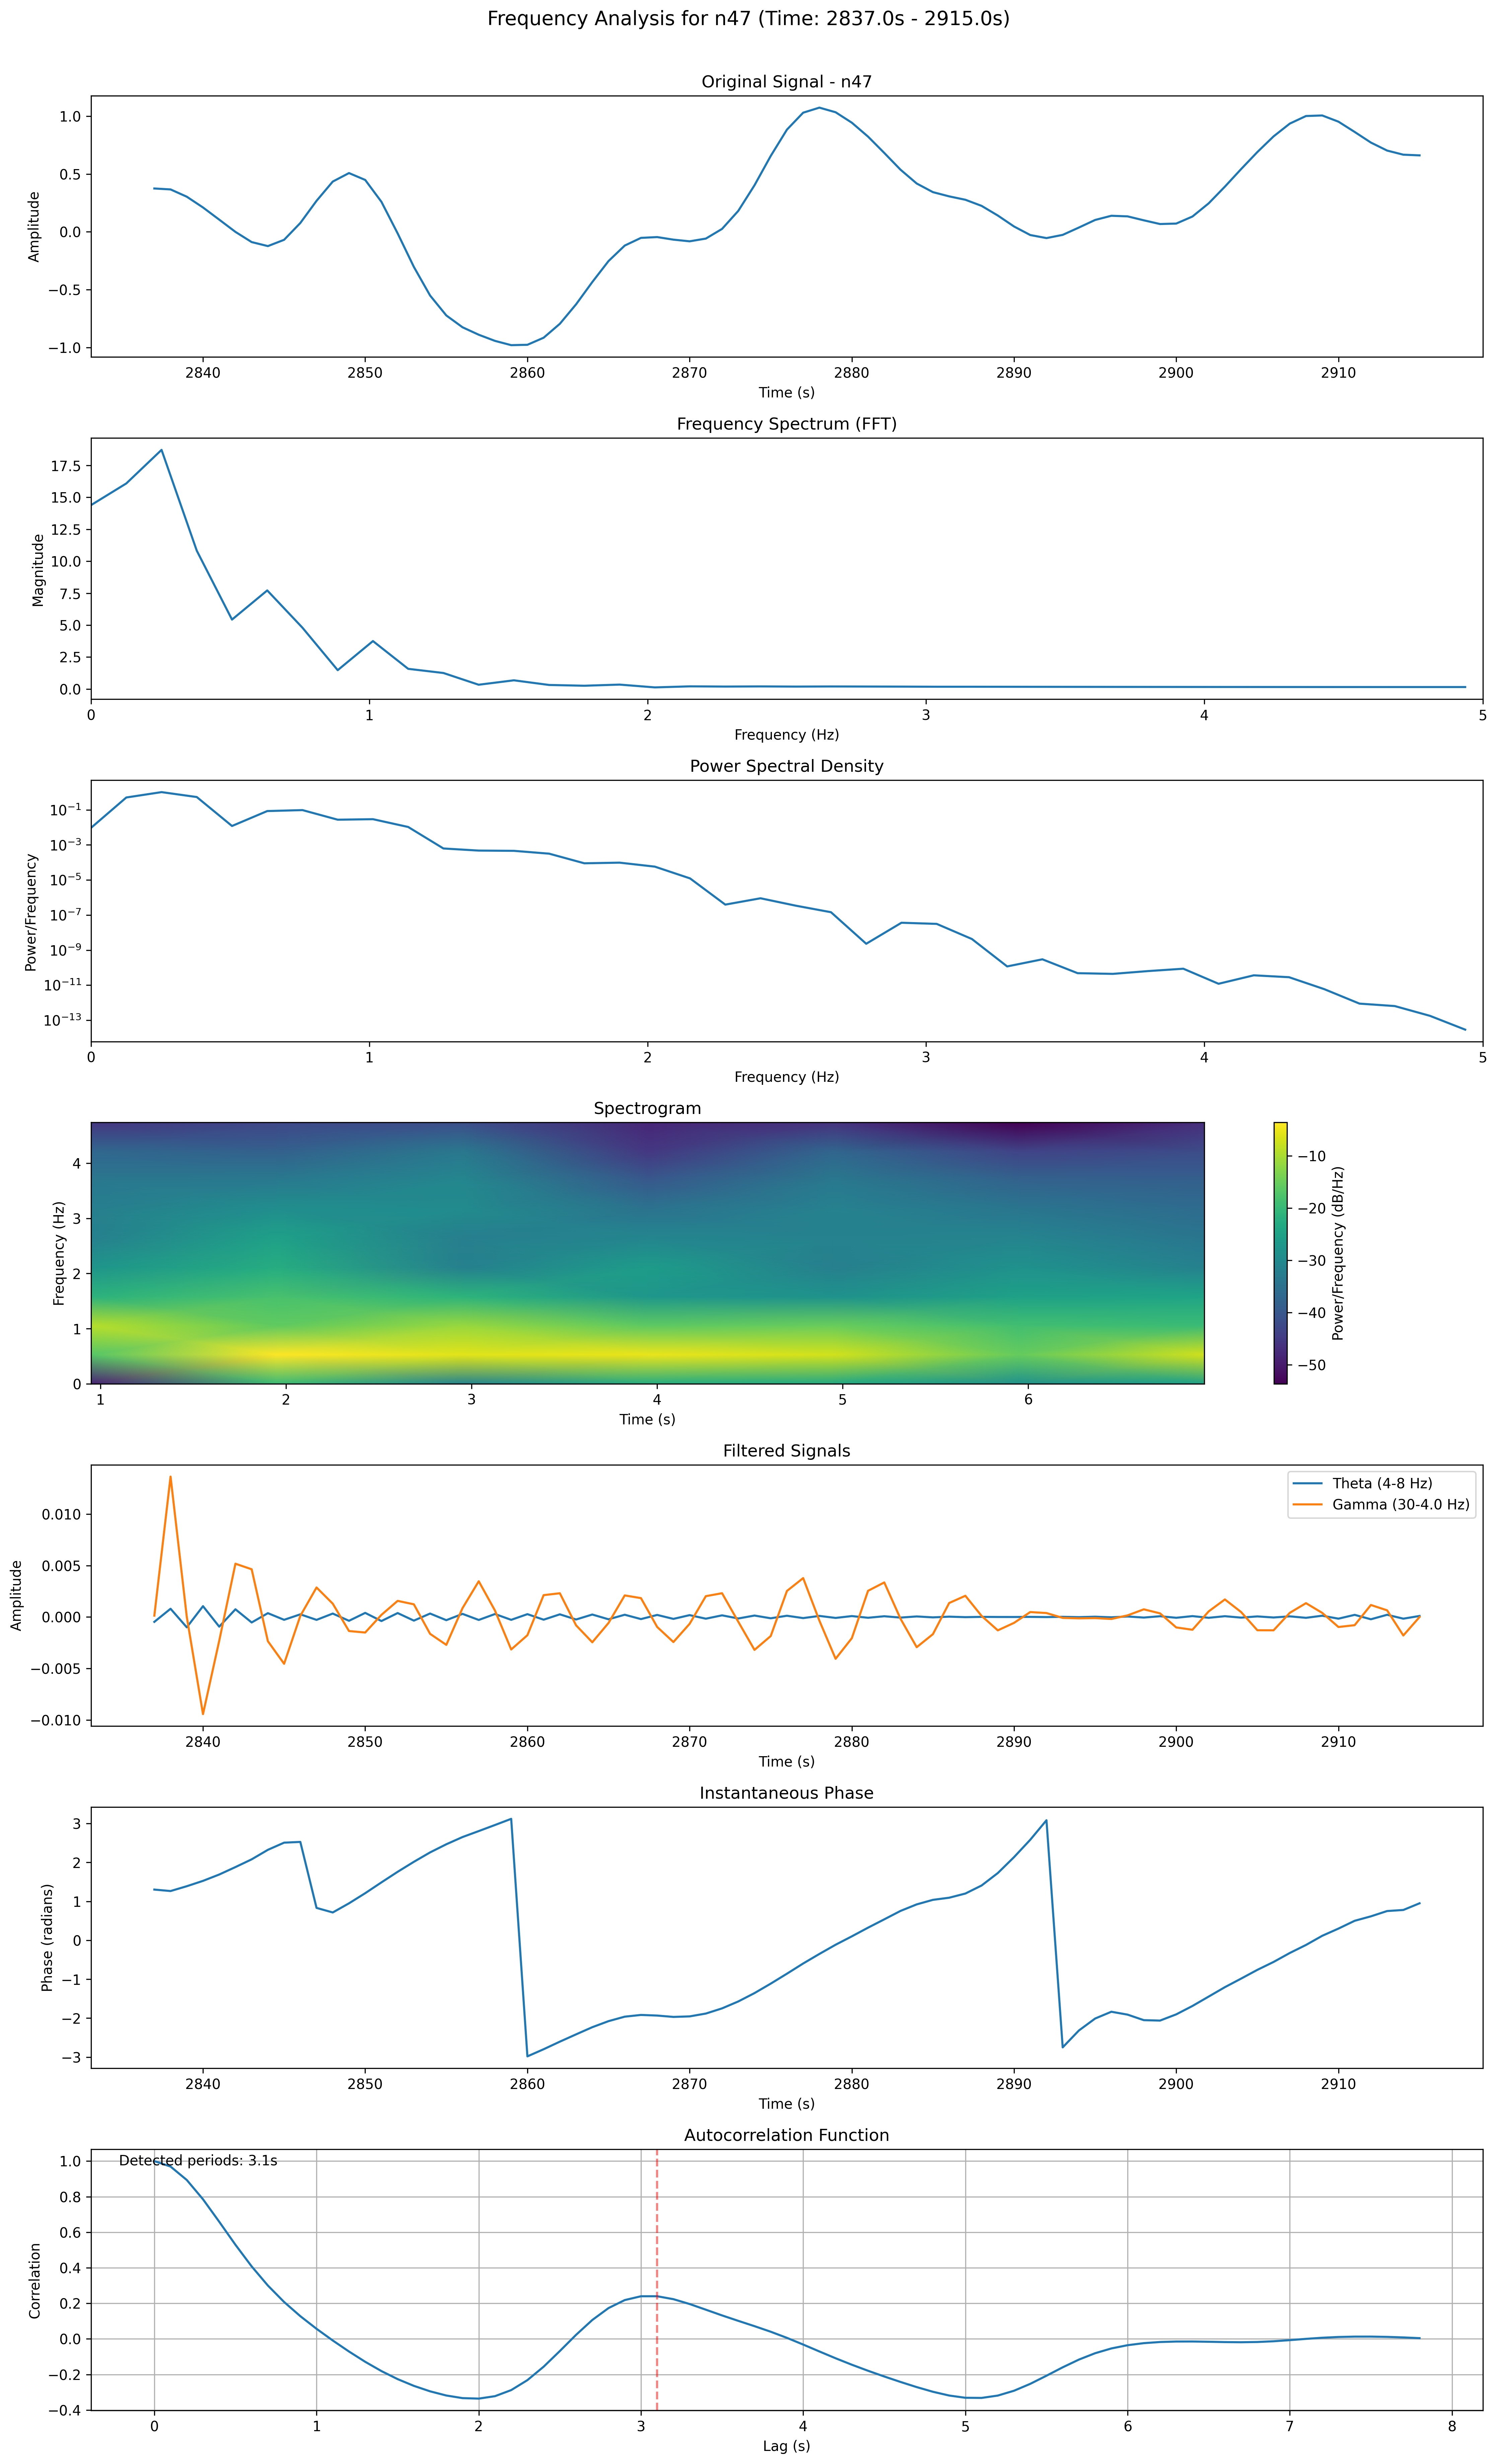 Frequency Analysis for n47 (Time: 2837.0s - 2915.0s)
Original Signal - n47
1.0
0.5
0.0
−0.5
−1.0
Amplitude
2840 2850 2860 2870 2880 2890 2900 2910
Time (s)
Frequency Spectrum (FFT)
17.5
15.0
12.5
10.0
7.5
5.0
2.5
0.0
Magnitude
0 1 2 3 4 5
Frequency (Hz)
Power Spectral Density
10⁻¹
10⁻³
10⁻⁵
10⁻⁷
10⁻⁹
10⁻¹¹
10⁻¹³
Power/Frequency
0 1 2 3 4 5
Frequency (Hz)
Spectrogram
4
3
2
1
0
Frequency (Hz)
1 2 3 4 5 6
Time (s)
−10
−20
−30
−40
−50
Power/Frequency (dB/Hz)
Filtered Signals
0.010
0.005
0.000
−0.005
−0.010
Amplitude
Theta (4-8 Hz)
Gamma (30-4.0 Hz)
2840 2850 2860 2870 2880 2890 2900 2910
Time (s)
Instantaneous Phase
3
2
1
0
−1
−2
−3
Phase (radians)
2840 2850 2860 2870 2880 2890 2900 2910
Time (s)
Autocorrelation Function
Detected periods: 3.1s
1.0
0.8
0.6
0.4
0.2
0.0
−0.2
−0.4
Correlation
0 1 2 3 4 5 6 7 8
Lag (s)